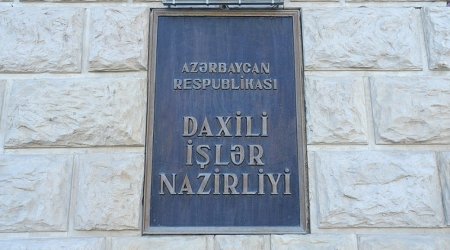 AZƏRBAYCAN
RESPUBLİKASI
DAXİLİ
İŞLƏR
NAZİRLİYİ